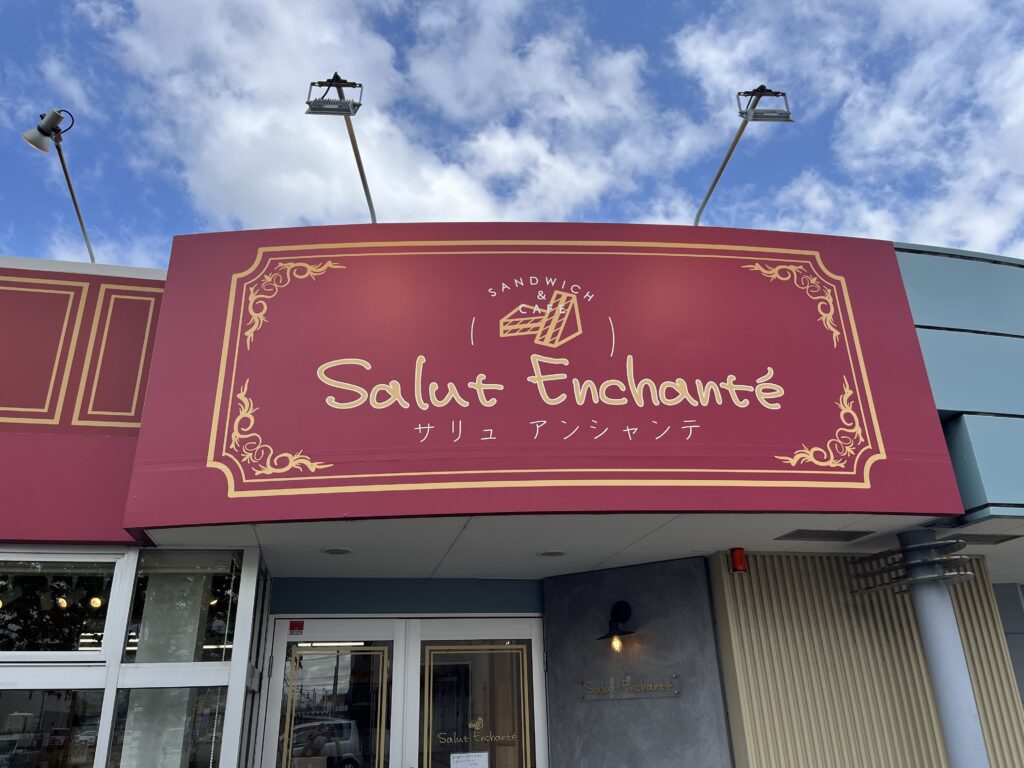 SANDWICH
&
CAFE
Salut Enchanté
サリュ アンシャンテ
Salut Enchanté
Salut Enchanté